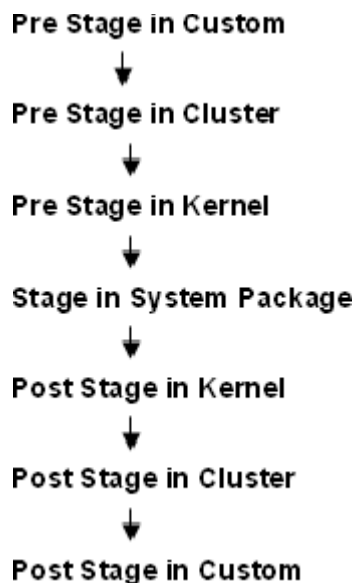 Pre Stage in Custom
Pre Stage in Cluster
Pre Stage in Kernel
Stage in System Package
Post Stage in Kernel
Post Stage in Cluster
Post Stage in Custom